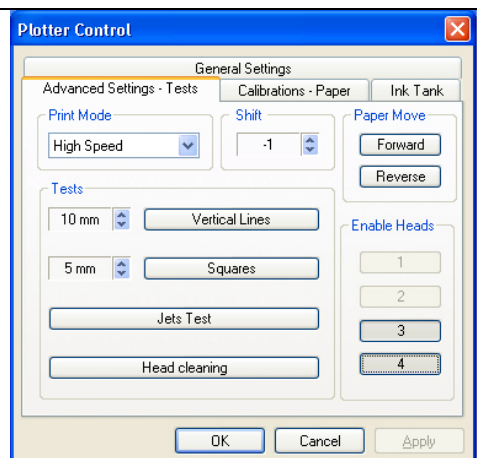 Plotter Control
General Settings
Advanced Settings - Tests
Calibrations - Paper
Ink Tank
Print Mode
High Speed
Shift
-1
Paper Move
Forward
Reverse
Tests
10 mm
Vertical Lines
5 mm
Squares
Jets Test
Head cleaning
Enable Heads
1
2
3
4
OK
Cancel
Apply